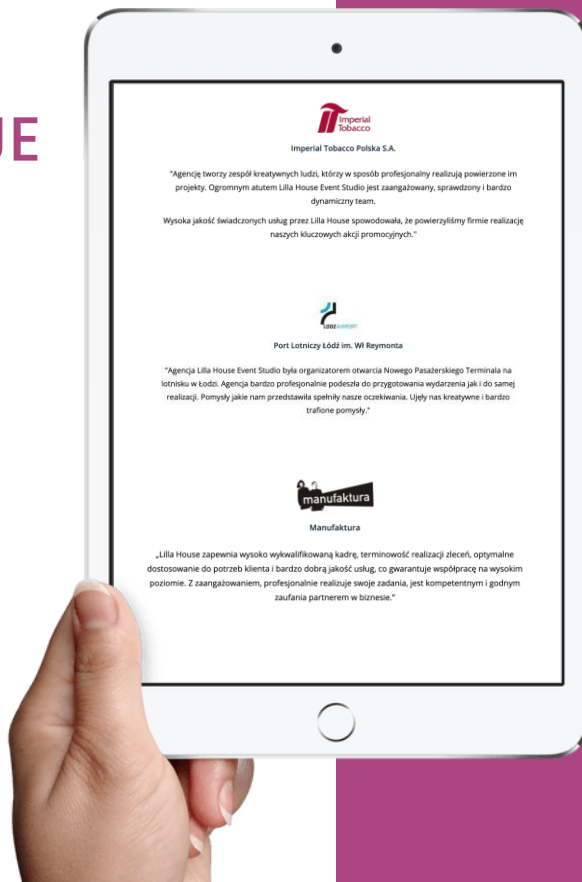 JE
Imperial
Tobacco
Imperial Tobacco Polska S.A.
"Agencję tworzy zespół kreatywnych ludzi, którzy w sposób profesjonalny realizują powierzone im
projekty. Ogromnym atutem Lilla House Event Studio jest zaangażowany, sprawdzony i bardzo
dynamiczny team.
Wysoka jakość świadczonych usług przez Lilla House spowodowała, że powierzyliśmy firmie realizację
naszych kluczowych akcji promocyjnych."
LODZ AIRPORT
Port Lotniczy Łódź im. Wł Reymonta
"Agencja Lilla House Event Studio była organizatorem otwarcia Nowego Pasażerskiego Terminala na
lotnisku w Łodzi. Agencja bardzo profesjonalnie podeszła do przygotowania wydarzenia jak i do samej
realizacji. Pomysły jakie nam przedstawiła spełniły nasze oczekiwania. Ujęły nas kreatywne i bardzo
trafione pomysły."
manufaktura
Manufaktura
„Lilla House zapewnia wysoko wykwalifikowaną kadrę, terminowość realizacji zleceń, optymalne
dostosowanie do potrzeb klienta i bardzo dobrą jakość usług, co gwarantuje współpracę na wysokim
poziomie. Z zaangażowaniem, profesjonalnie realizuje swoje zadania, jest kompetentnym i godnym
zaufania partnerem w biznesie."